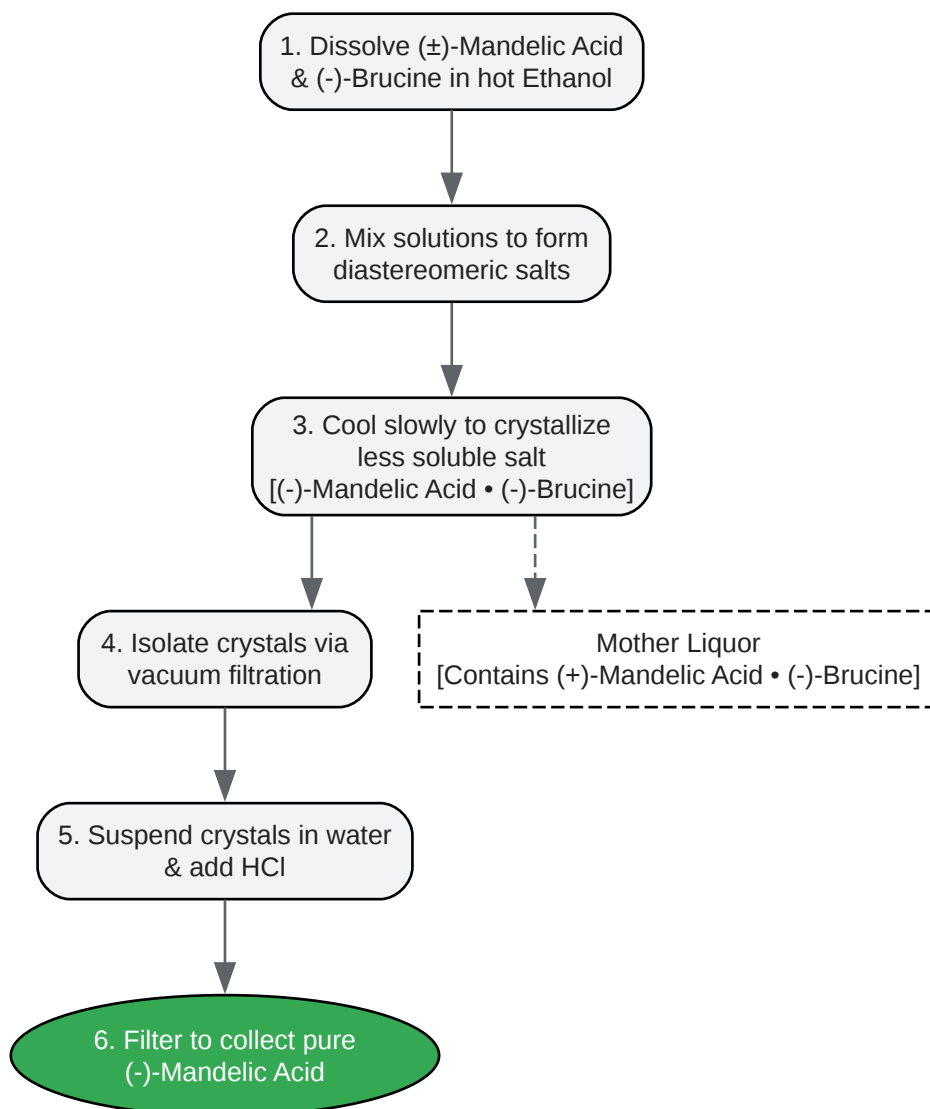 1. Dissolve (±)-Mandelic Acid
& (-)-Brucine in hot Ethanol
2. Mix solutions to form
diastereomeric salts
3. Cool slowly to crystallize
less soluble salt
[(-)-Mandelic Acid • (-)-Brucine]
4. Isolate crystals via
vacuum filtration
Mother Liquor
[Contains (+)-Mandelic Acid • (-)-Brucine]
5. Suspend crystals in water
& add HCl
6. Filter to collect pure
(-)-Mandelic Acid